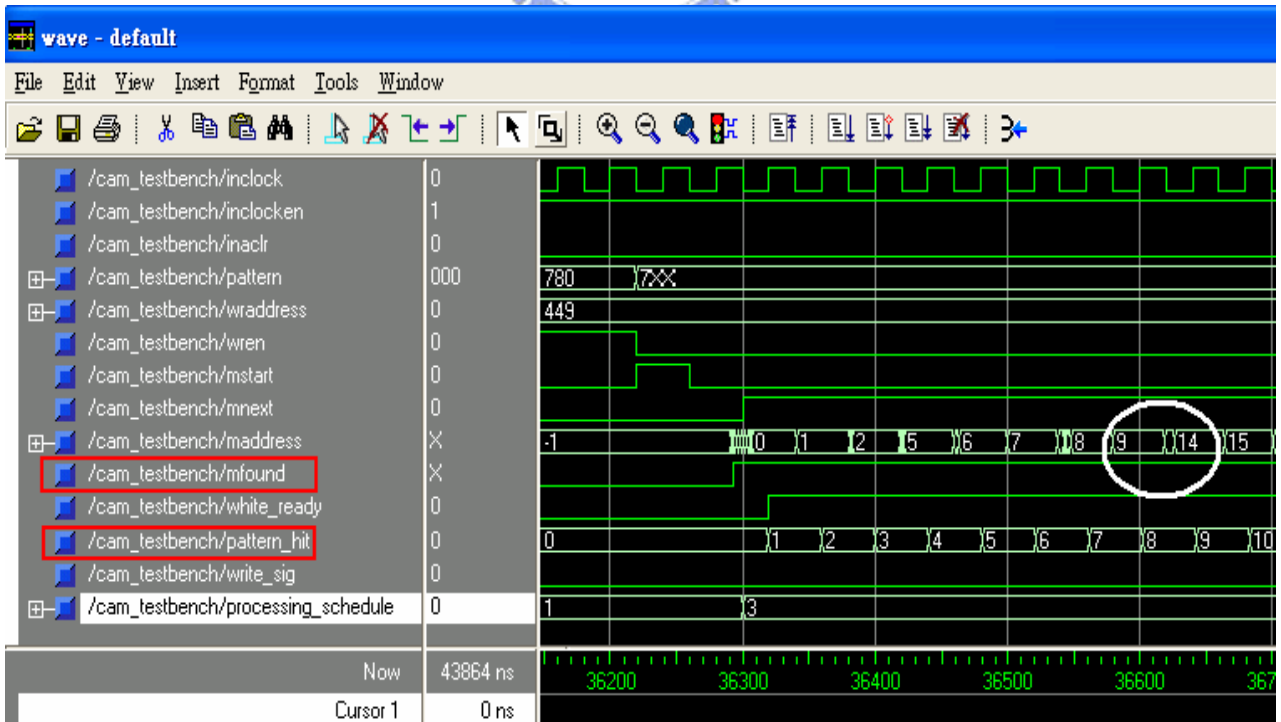 wave - default
File Edit View Insert Format Tools Window
/cam_testbench/inclock 0
/cam_testbench/inclocken 1
/cam_testbench/inaclr 0
/cam_testbench/pattern 000 780 7XX
/cam_testbench/wraddress 0 449
/cam_testbench/wren 0
/cam_testbench/mstart 0
/cam_testbench/mnext 0
/cam_testbench/maddress X -1 0 1 2 5 6 7 8 9 14 15
/cam_testbench/mfound X
/cam_testbench/white_ready 0
/cam_testbench/pattern_hit 0 0 1 2 3 4 5 6 7 8 9 10
/cam_testbench/write_sig 0
/cam_testbench/processing_schedule 0 1 3
Now 43864 ns 36200 36300 36400 36500 36600 367
Cursor 1 0 ns